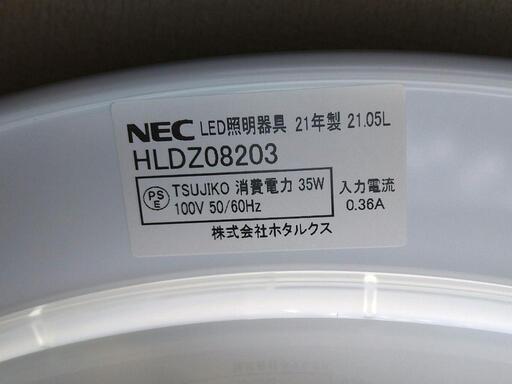 NEC LED照明器具 21年製 21.05L
HLDZ08203
PS E TSUJIKO 消費電力 35W 入力電流
100V 50/60Hz 0.36A
株式会社ホタルクス